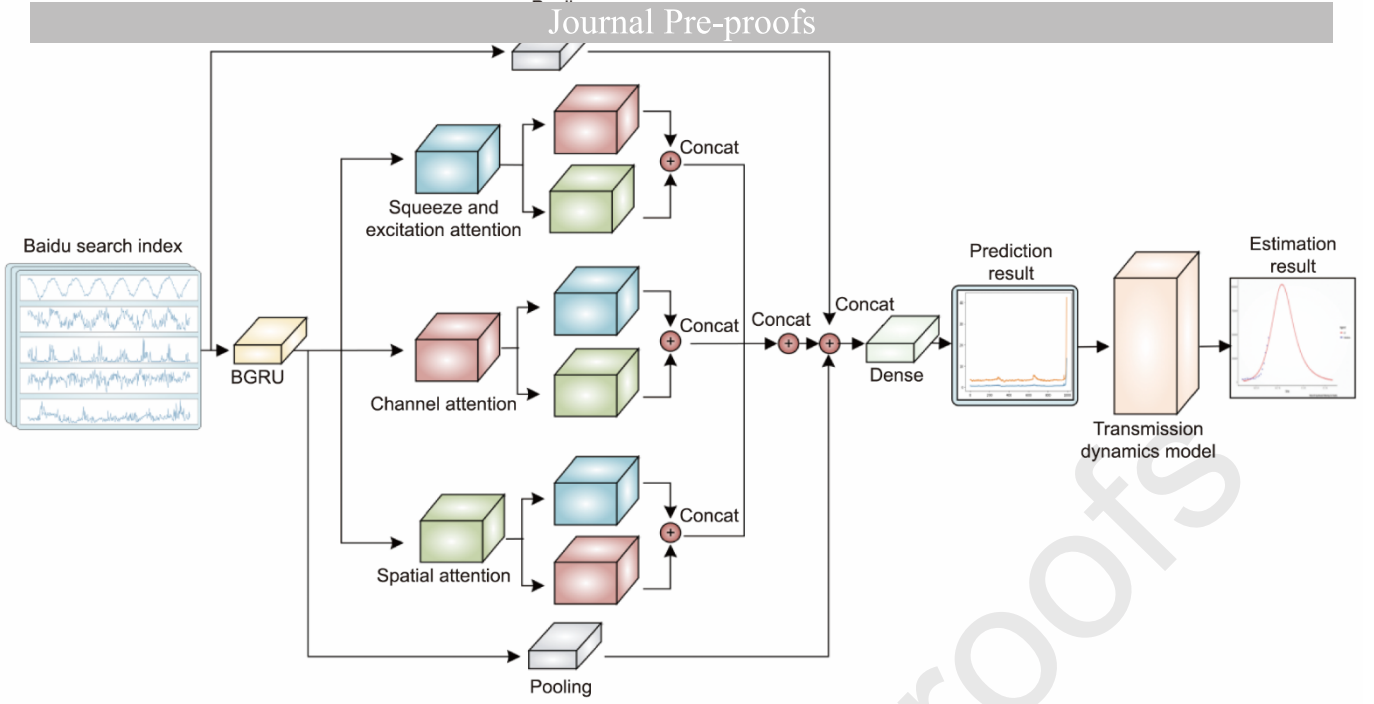 Journal Pre-proofs
Concat
Squeeze and
excitation attention
Baidu search index
Prediction
result
Estimation
result
Concat
Concat
Concat
BGRU
Dense
Channel attention
Transmission
dynamics model
Concat
Spatial attention
Pooling
roofs